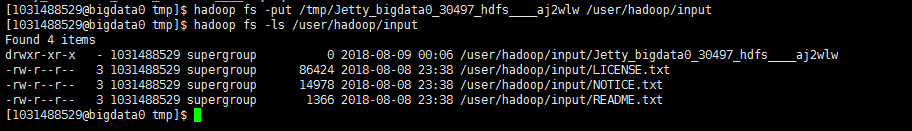 [1031488529@bigdata0 tmp]$ hadoop fs -put /tmp/Jetty_bigdata0_30497_hdfs____aj2wlw /user/hadoop/input
[1031488529@bigdata0 tmp]$ hadoop fs -ls /user/hadoop/input
Found 4 items
drwxr-xr-x   - 1031488529 supergroup          0 2018-08-09 00:06 /user/hadoop/input/Jetty_bigdata0_30497_hdfs____aj2wlw
-rw-r--r--   3 1031488529 supergroup      86424 2018-08-08 23:38 /user/hadoop/input/LICENSE.txt
-rw-r--r--   3 1031488529 supergroup      14978 2018-08-08 23:38 /user/hadoop/input/NOTICE.txt
-rw-r--r--   3 1031488529 supergroup       1366 2018-08-08 23:38 /user/hadoop/input/README.txt
[1031488529@bigdata0 tmp]$